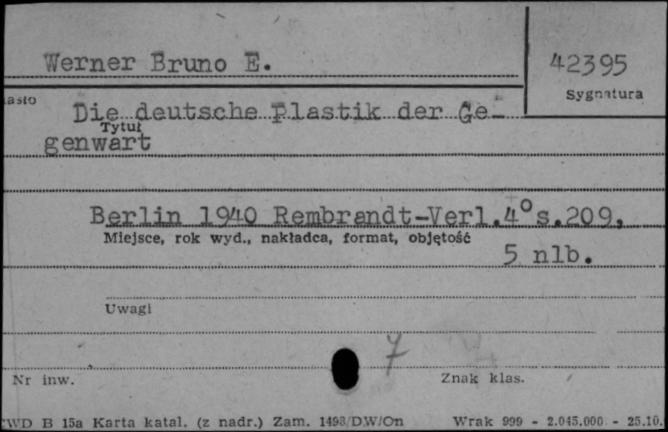 Werner Bruno E.
42395
Sygnatura
Die deutsche Plastik der Ge-
Tytuł
genwart
Berlin 1940 Rembrandt-Verl.4° s.209,
Miejsce, rok wyd., nakładca, format, objętość
5 nlb.
Uwagi
7
Nr inw.
Znak klas.
WD B 15a Karta katal. (z nadr.) Zam. 1498/DW/On Wrak 999 - 2.045.000 - 25.10.